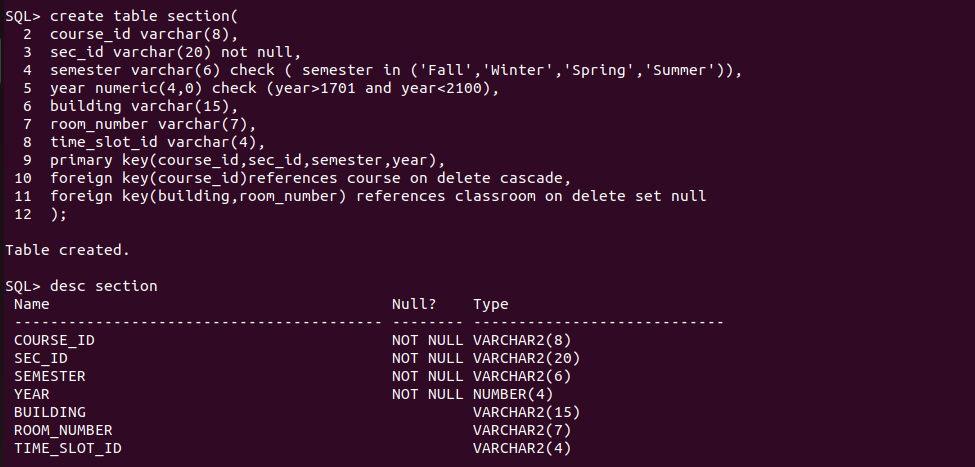 SQL> create table section(
  2  course_id varchar(8),
  3  sec_id varchar(20) not null,
  4  semester varchar(6) check ( semester in ('Fall','Winter','Spring','Summer')),
  5  year numeric(4,0) check (year>1701 and year<2100),
  6  building varchar(15),
  7  room_number varchar(7),
  8  time_slot_id varchar(4),
  9  primary key(course_id,sec_id,semester,year),
 10  foreign key(course_id)references course on delete cascade,
 11  foreign key(building,room_number) references classroom on delete set null
 12  );

Table created.

SQL> desc section
 Name                                      Null?    Type
 ----------------------------------------- -------- ----------------------------
 COURSE_ID                                 NOT NULL VARCHAR2(8)
 SEC_ID                                    NOT NULL VARCHAR2(20)
 SEMESTER                                  NOT NULL VARCHAR2(6)
 YEAR                                      NOT NULL NUMBER(4)
 BUILDING                                           VARCHAR2(15)
 ROOM_NUMBER                                        VARCHAR2(7)
 TIME_SLOT_ID                                       VARCHAR2(4)